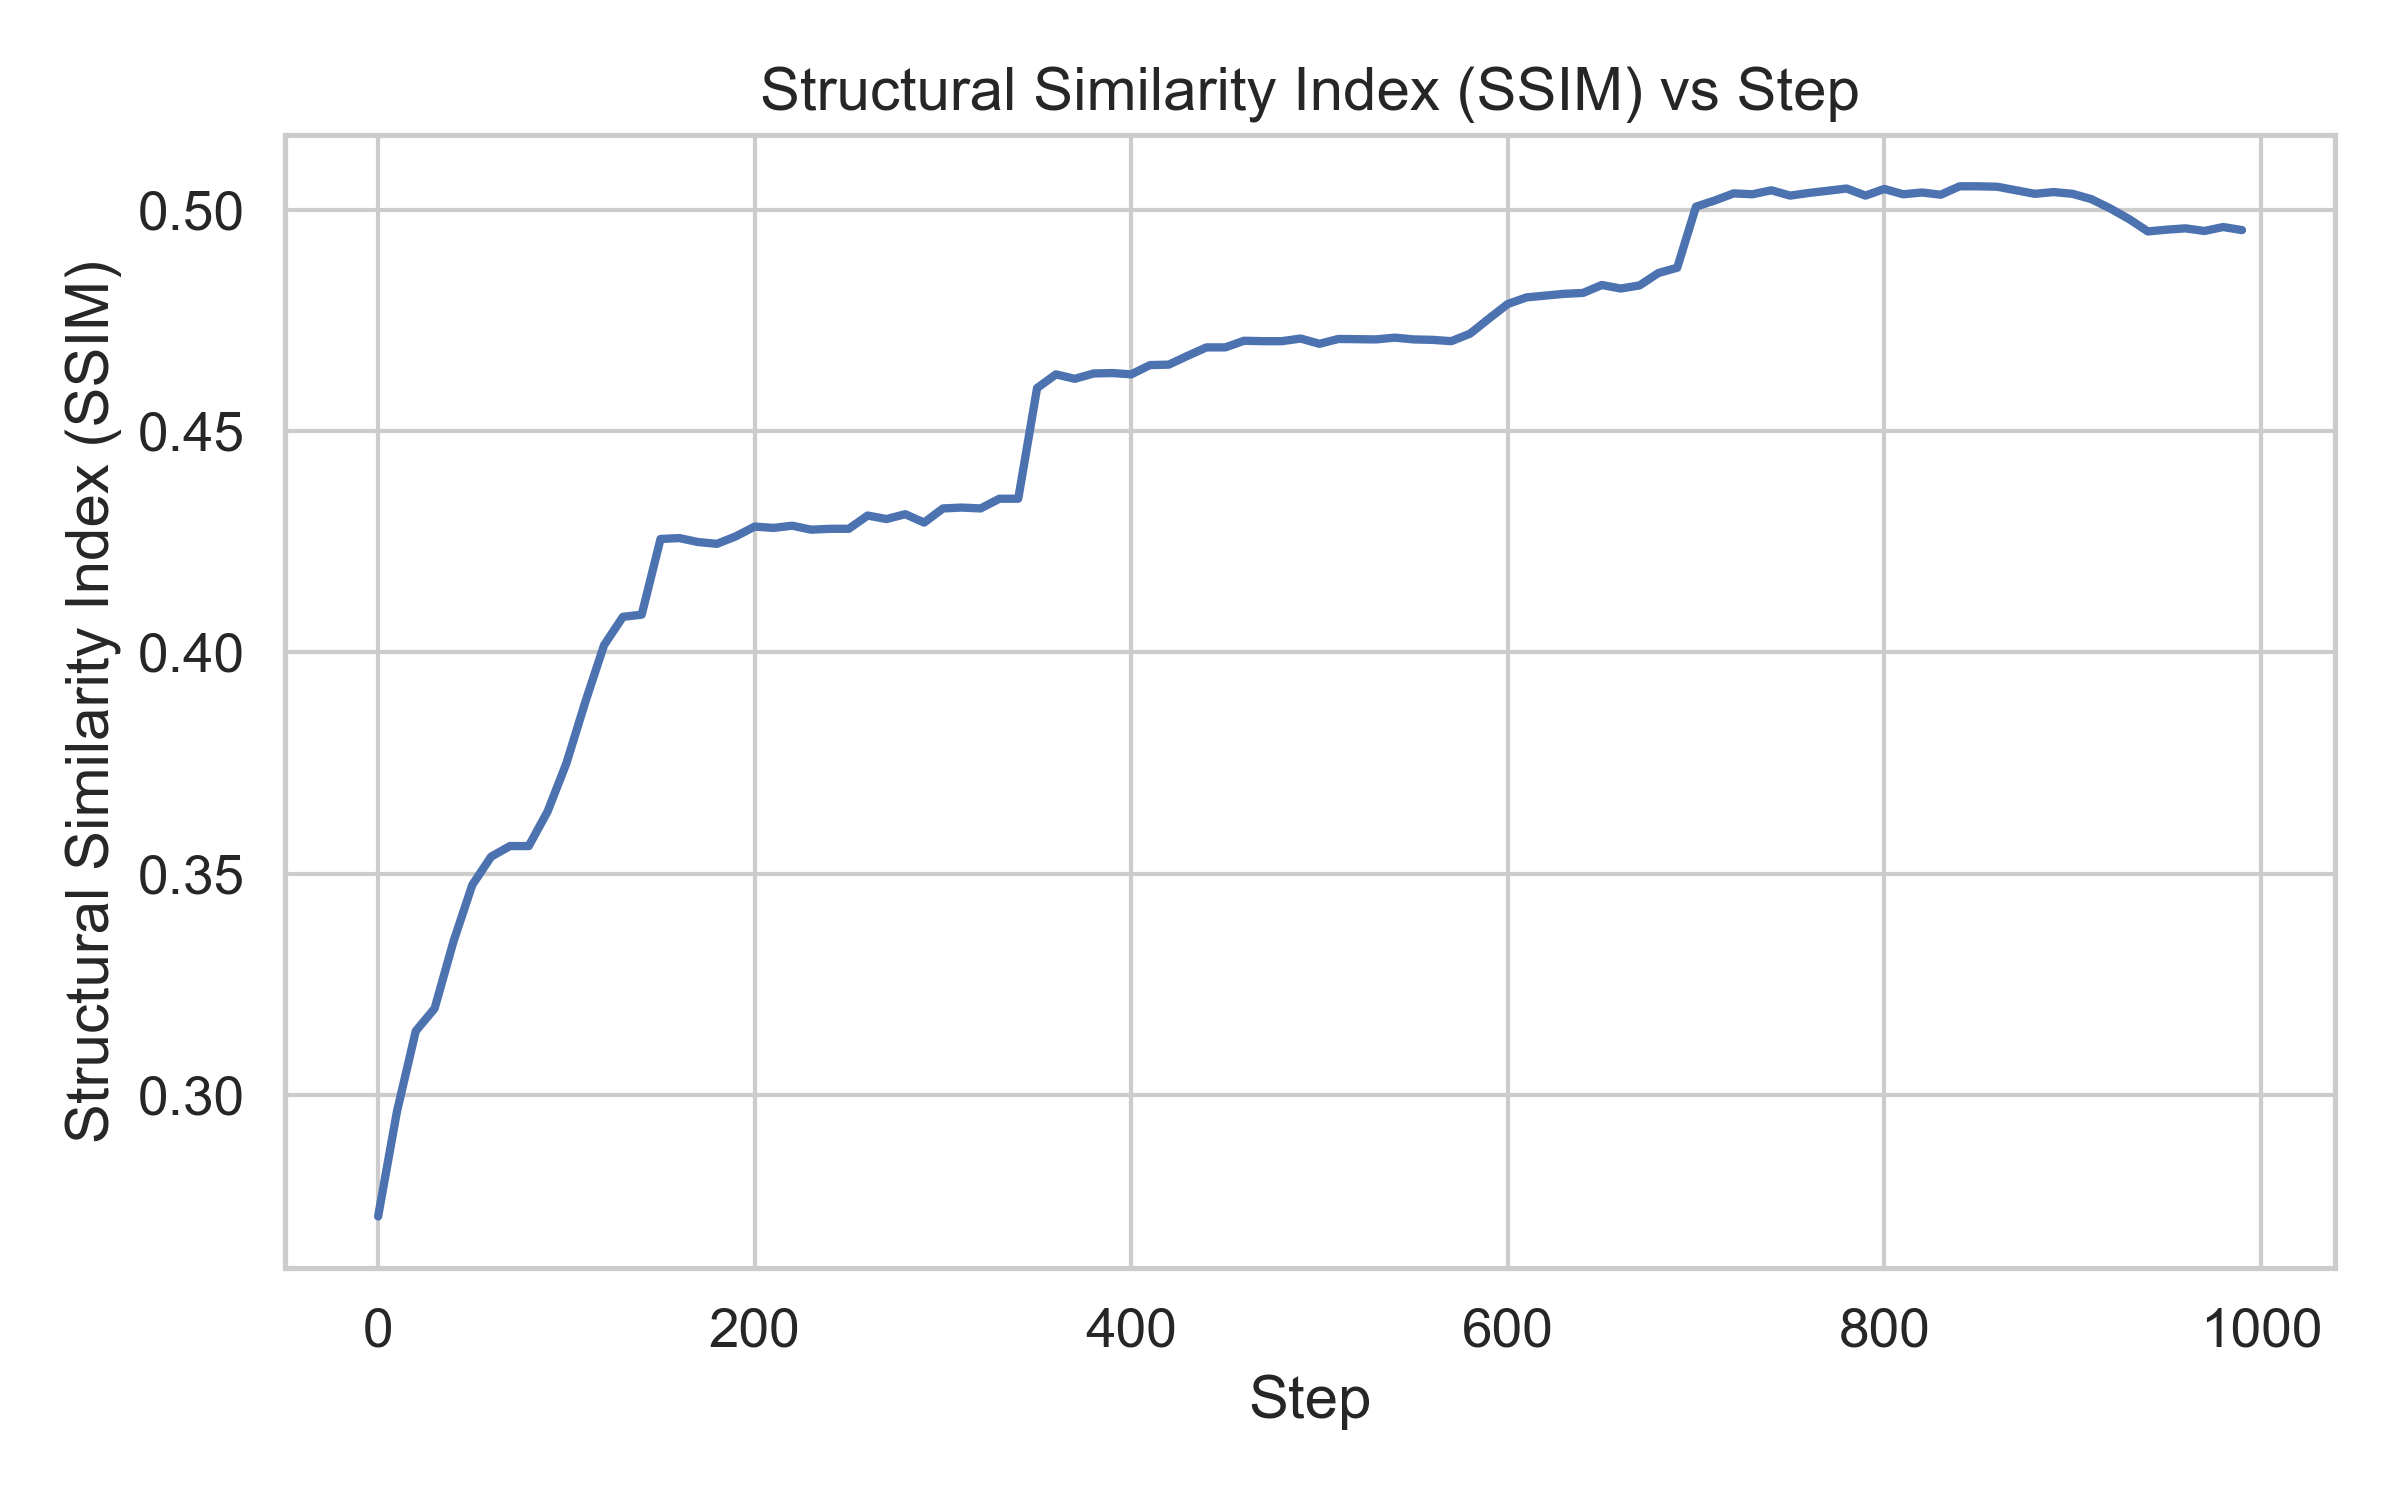 Structural Similarity Index (SSIM) vs Step
Structural Similarity Index (SSIM)
0.50
0.45
0.40
0.35
0.30
0 200 400 600 800 1000
Step